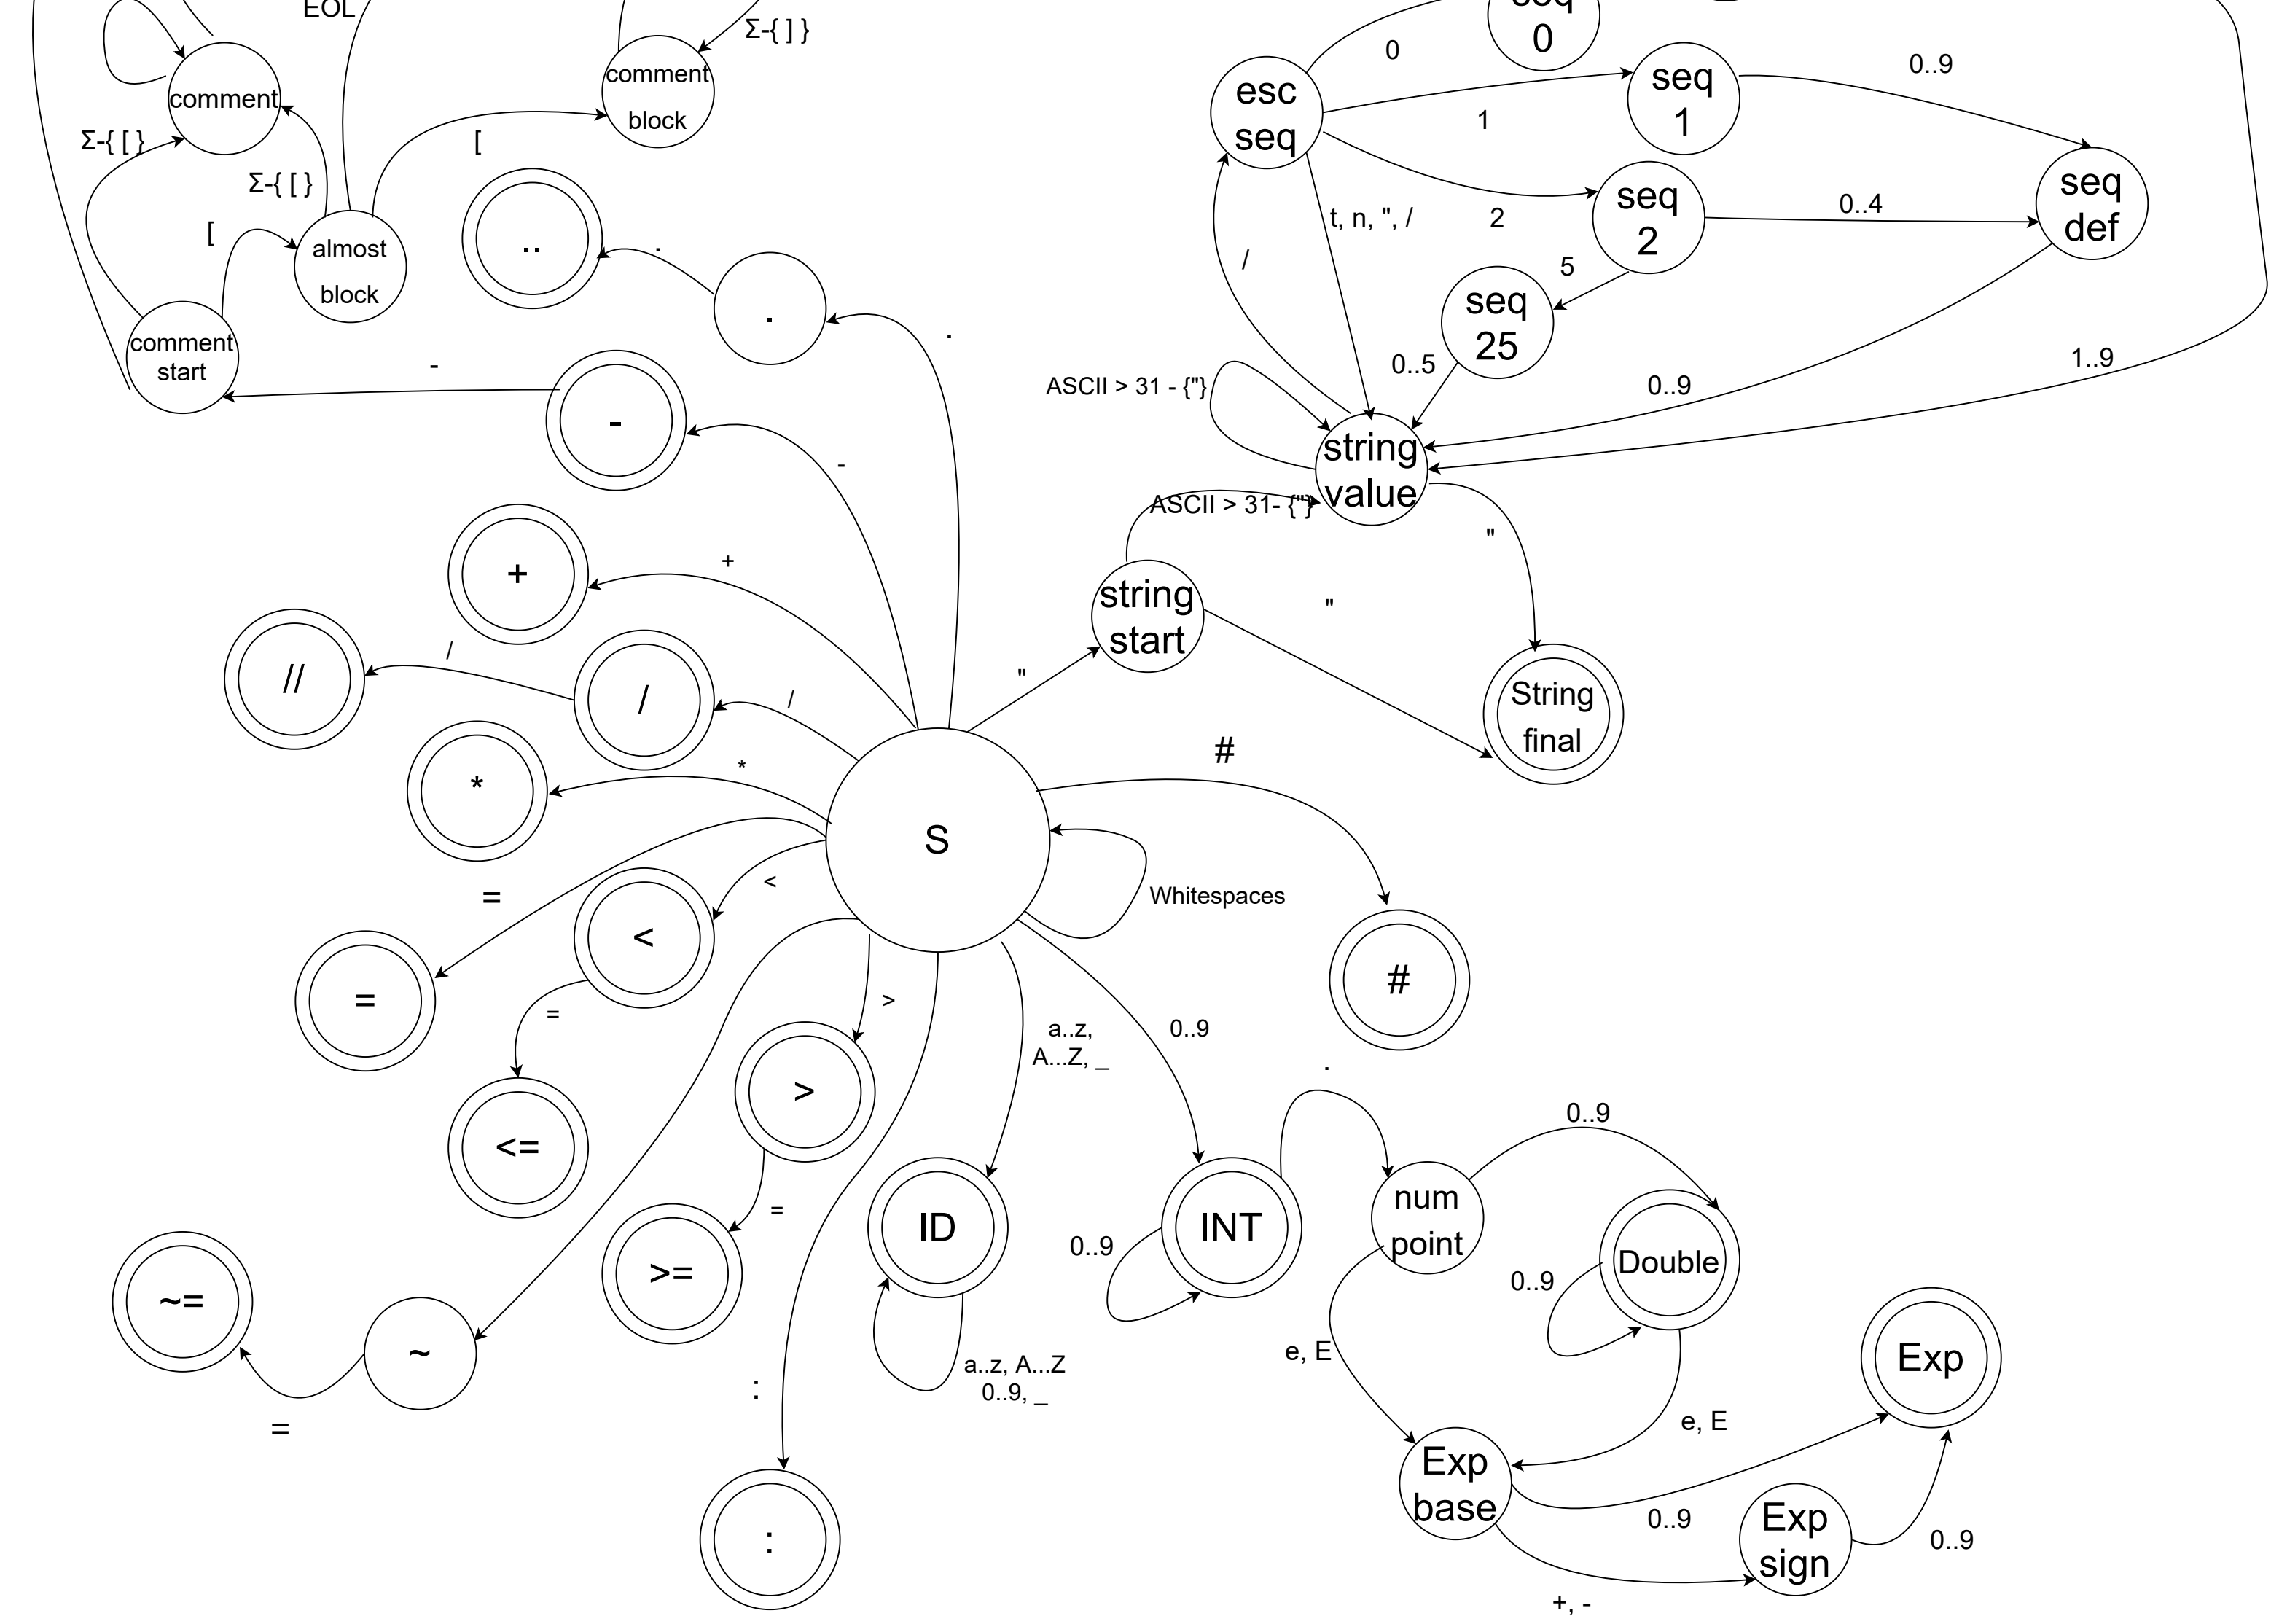 EOL
Σ-{ ] }
seq
0
comment
block
comment
0
esc
seq
seq
1
0..9
1
Σ-{ [ }
[
Σ-{ [ }
[
almost
block
..
.
.
.
t, n, ", /
2
seq
2
0..4
seq
def
/
5
seq
25
comment
start
-
-
-
ASCII > 31 - {"}
0..5
0..9
1..9
string
value
ASCII > 31- {"}
"
+
+
string
start
"
//
/
/
/
"
String
final
*
*
S
#
=
<
<
Whitespaces
=
=
>
#
a..z,
A...Z, _
0..9
.
<=
>
0..9
=
ID
INT
num
point
0..9
0..9
Double
~=
~
>=
=
:
a..z, A...Z
0..9, _
e, E
Exp
e, E
:
Exp
base
0..9
Exp
sign
0..9
+, -